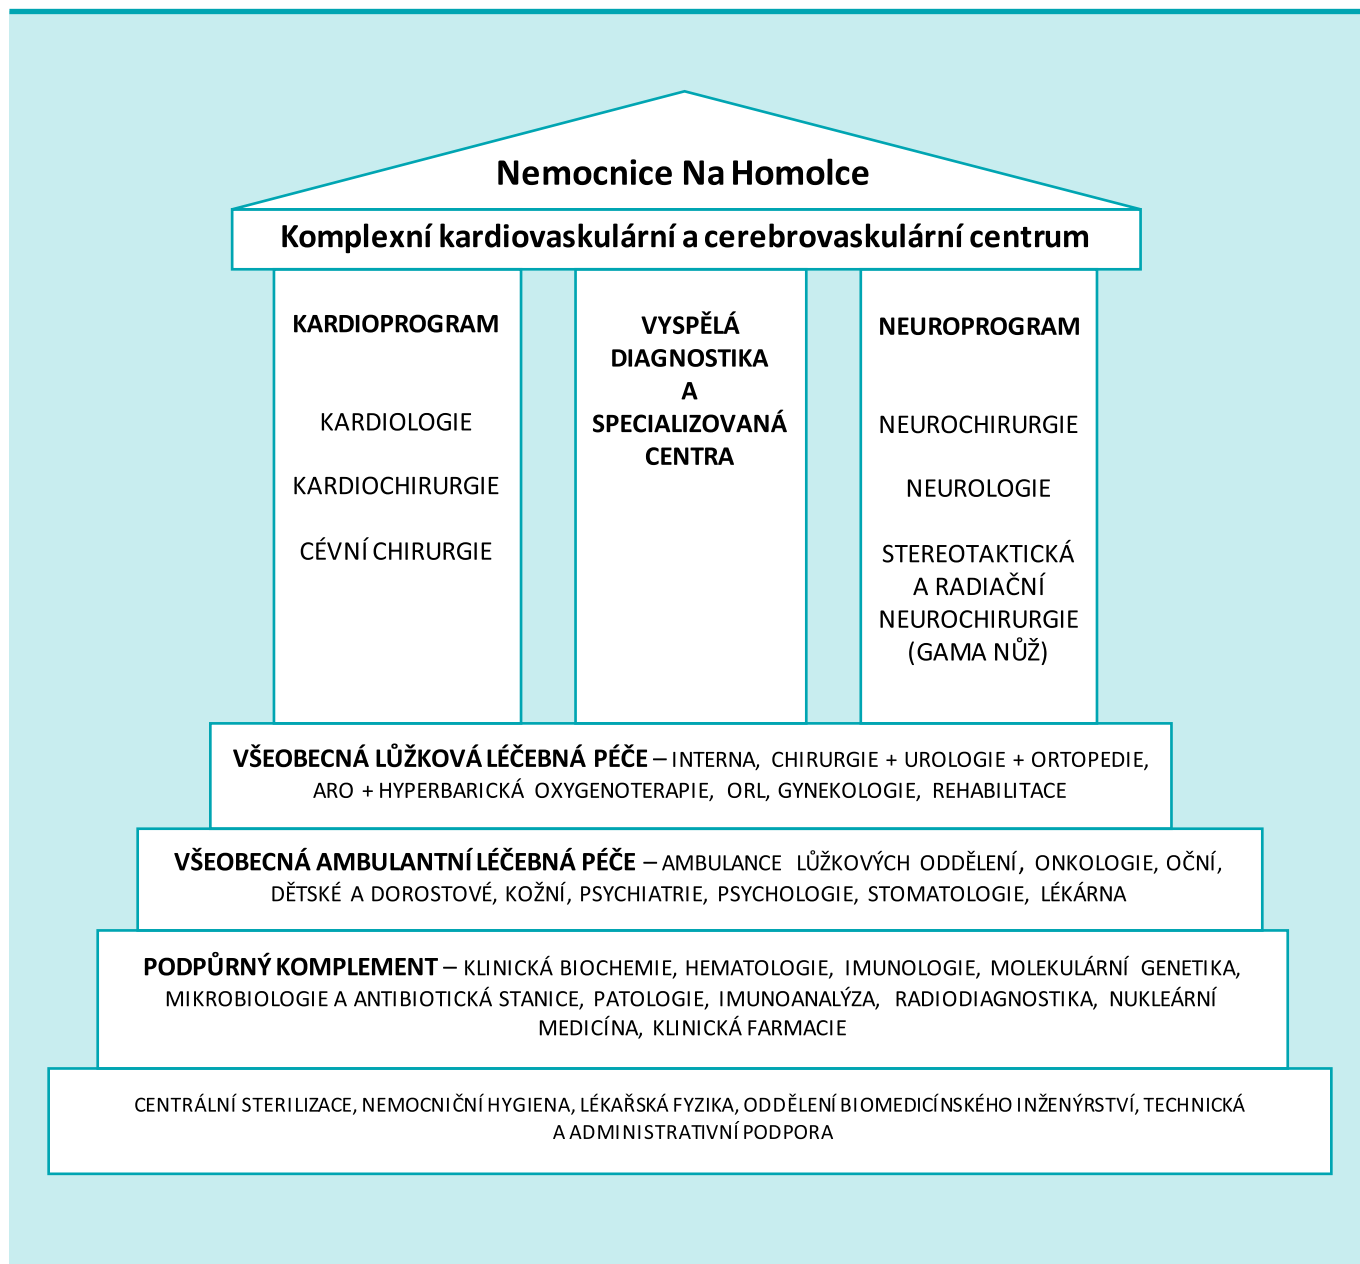 Nemocnice Na Homolce
Komplexní kardiovaskulární a cerebrovaskulární centrum
KARDIOPROGRAM
KARDIOLOGIE
KARDIOCHIRURGIE
CÉVNÍ CHIRURGIE
VYSPĚLÁ
DIAGNOSTIKA
A
SPECIALIZOVANÁ
CENTRA
NEUROPROGRAM
NEUROCHIRURGIE
NEUROLOGIE
STEREOTAKTICKÁ
A RADIAČNÍ
NEUROCHIRURGIE
(GAMA NŮŽ)
VŠEOBECNÁ LŮŽKOVÁ LÉČEBNÁ PÉČE – INTERNA, CHIRURGIE + UROLOGIE + ORTOPEDIE,
ARO + HYPERBARICKÁ OXYGENOTERAPIE, ORL, GYNEKOLOGIE, REHABILITACE
VŠEOBECNÁ AMBULANTNÍ LÉČEBNÁ PÉČE – AMBULANCE LŮŽKOVÝCH ODDĚLENÍ, ONKOLOGIE, OČNÍ,
DĚTSKÉ A DOROSTOVÉ, KOŽNÍ, PSYCHIATRIE, PSYCHOLOGIE, STOMATOLOGIE, LÉKÁRNA
PODPŮRNÝ KOMPLEMENT – KLINICKÁ BIOCHEMIE, HEMATOLOGIE, IMUNOLOGIE, MOLEKULÁRNÍ GENETIKA,
MIKROBIOLOGIE A ANTIBIOTICKÁ STANICE, PATOLOGIE, IMUNOANALÝZA, RADIODIAGNOSTIKA, NUKLEÁRNÍ
MEDICÍNA, KLINICKÁ FARMACIE
CENTRÁLNÍ STERILIZACE, NEMOCNIČNÍ HYGIENA, LÉKAŘSKÁ FYZIKA, ODDĚLENÍ BIOMEDICÍNSKÉHO INŽENÝRSTVÍ, TECHNICKÁ
A ADMINISTRATIVNÍ PODPORA